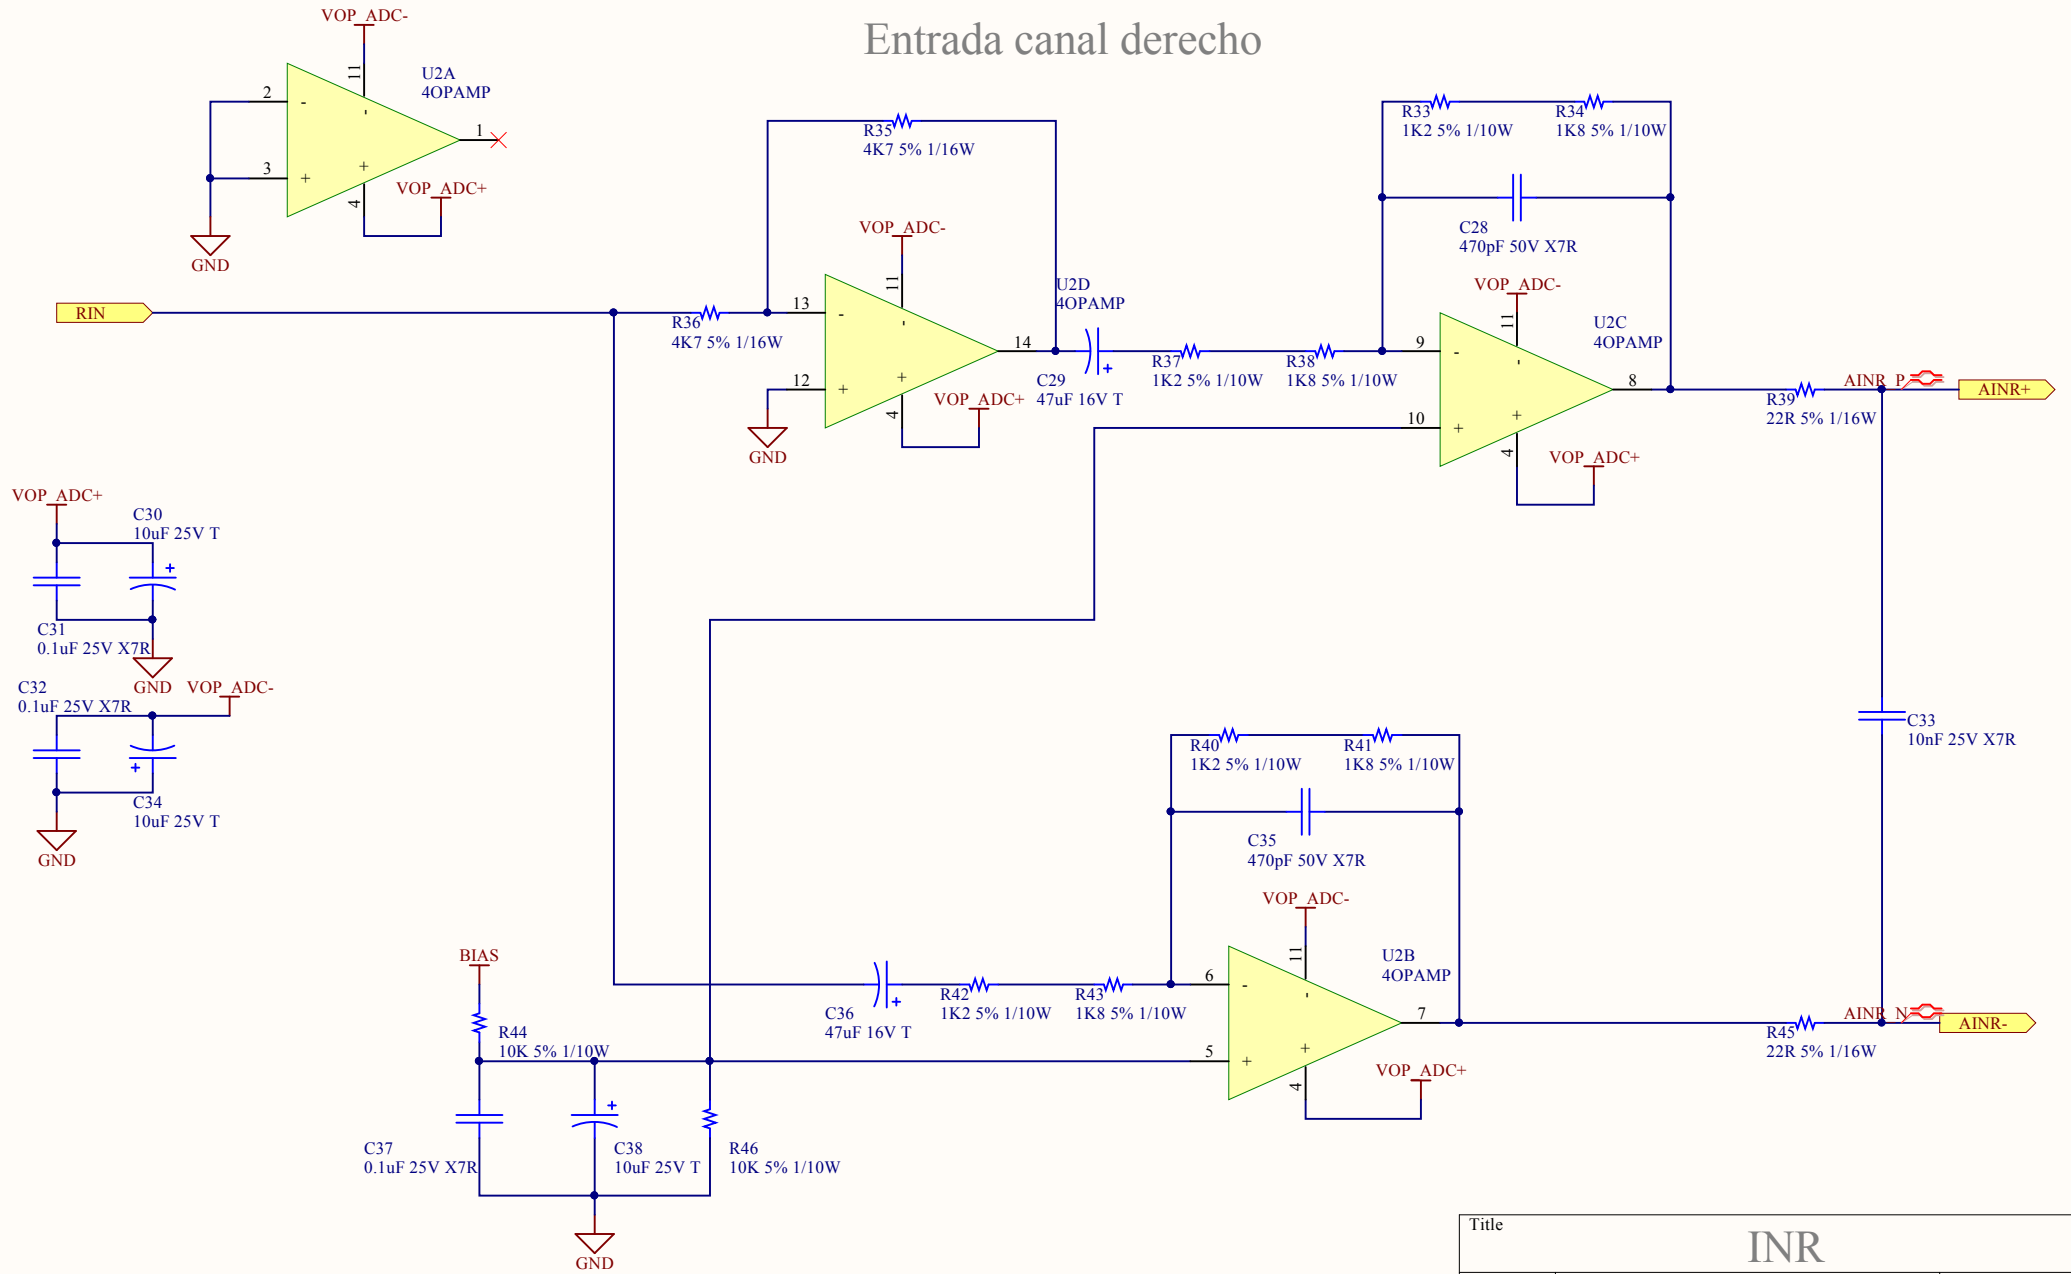 Entrada canal derecho
VOP_ADC-
11
U2A
4OPAMP
2
-
-
1
3
+
+
4
VOP_ADC+
GND
R35
4K7 5% 1/16W
R33
1K2 5% 1/10W
R34
1K8 5% 1/10W
C28
470pF 50V X7R
RIN
R36
4K7 5% 1/16W
VOP_ADC-
11
U2D
4OPAMP
13
-
-
14
12
+
+
4
VOP_ADC+
GND
C29
47uF 16V T
+
R37
1K2 5% 1/10W
R38
1K8 5% 1/10W
VOP_ADC-
11
U2C
4OPAMP
9
-
-
8
10
+
+
4
VOP_ADC+
R39
22R 5% 1/16W
AINR_P
AINR+
VOP_ADC+
C30
10uF 25V T
+
C31
0.1uF 25V X7R
GND
VOP_ADC-
C32
0.1uF 25V X7R
+
C34
10uF 25V T
GND
C33
10nF 25V X7R
R40
1K2 5% 1/10W
R41
1K8 5% 1/10W
C35
470pF 50V X7R
VOP_ADC-
11
U2B
4OPAMP
6
-
-
7
5
+
+
4
VOP_ADC+
C36
47uF 16V T
+
R42
1K2 5% 1/10W
R43
1K8 5% 1/10W
R45
22R 5% 1/16W
AINR_N
AINR-
BIAS
R44
10K 5% 1/10W
C37
0.1uF 25V X7R
+
C38
10uF 25V T
R46
10K 5% 1/10W
GND
Title
INR